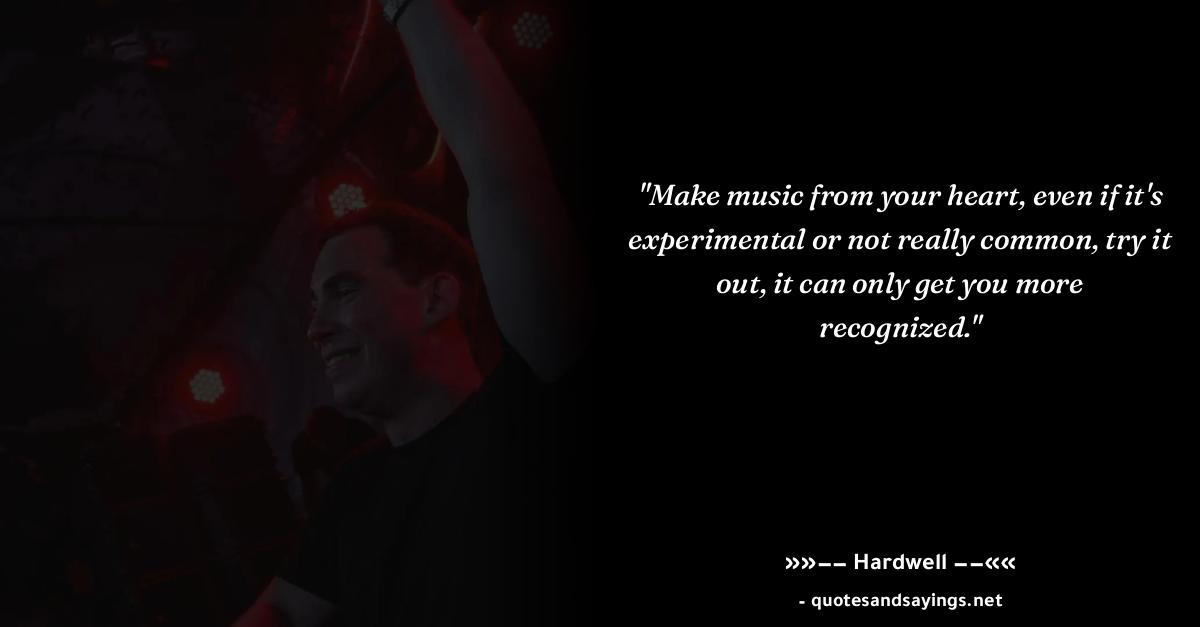 "Make music from your heart, even if it's
experimental or not really common, try it
out, it can only get you more
recognized."
»»−− Hardwell −−««
- quotesandsayings.net